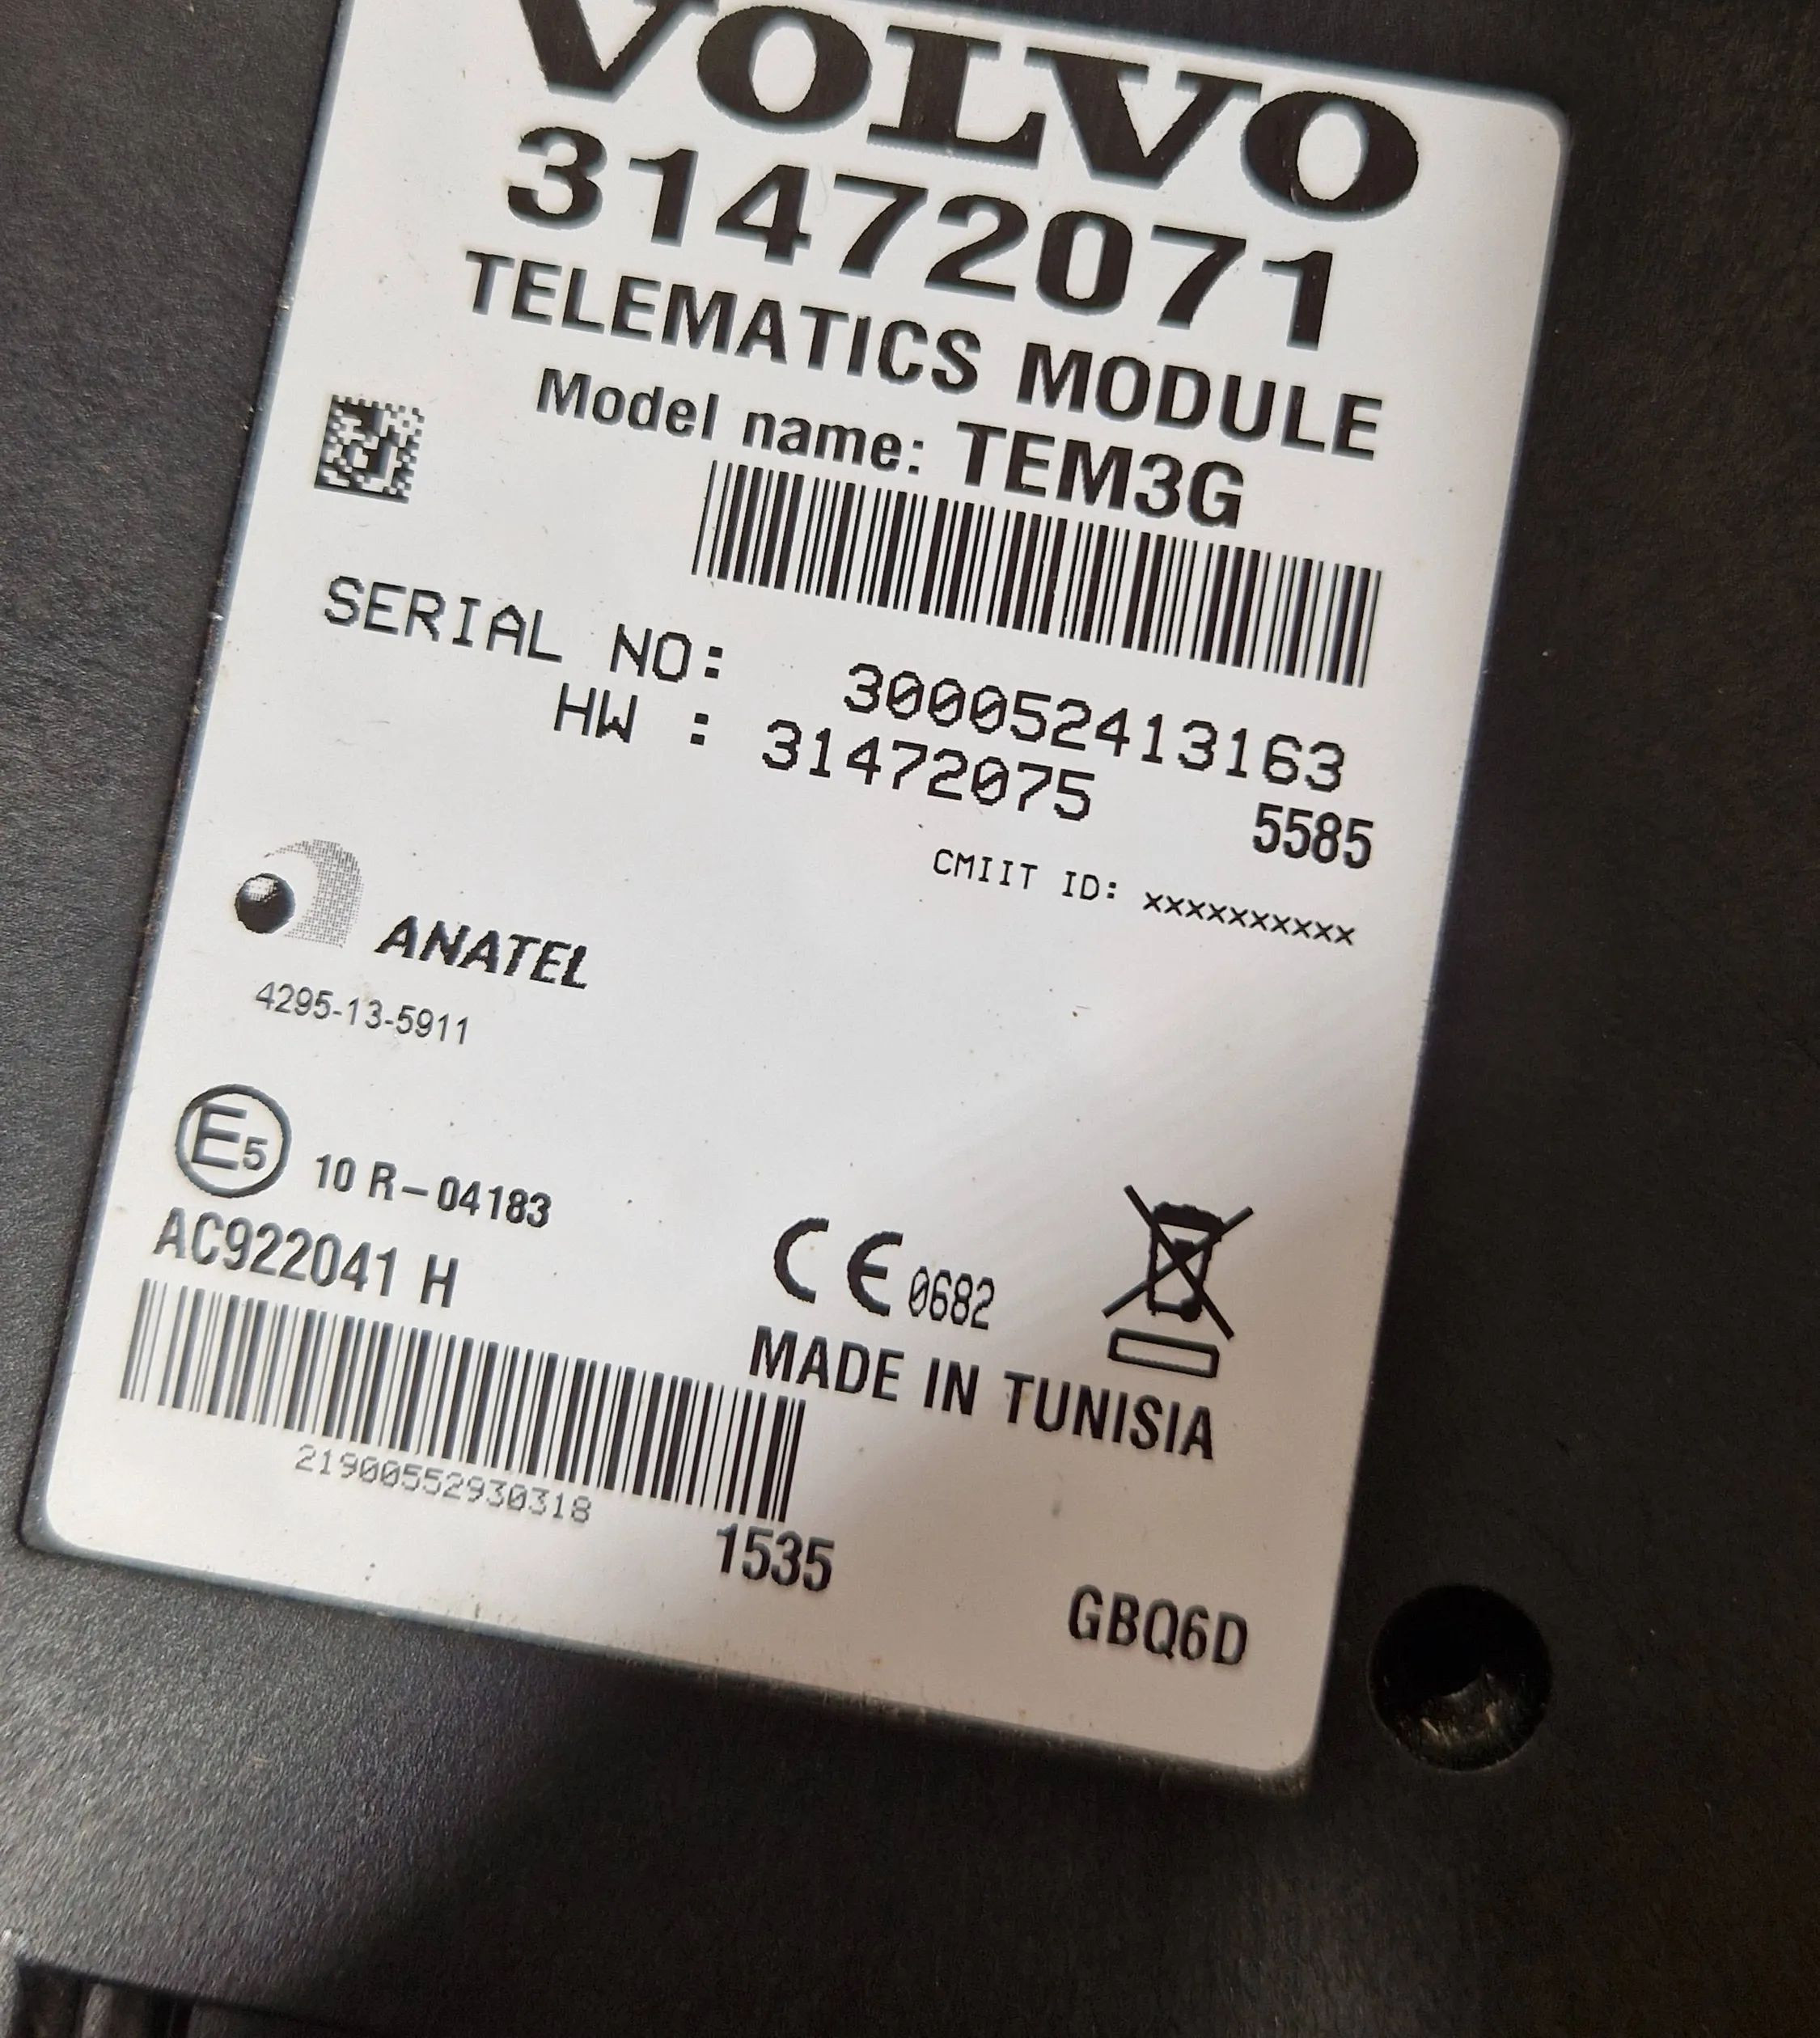 VOLVO
31472071
TELEMATICS MODULE
Model name: TEM3G
SERIAL NO: 300052413163
HW : 31472075 5585
CMIIT ID: xxxxxxxxxx
ANATEL
4295-13-5911
E5 10 R-04183
AC922041 H
CE 0682
MADE IN TUNISIA
21900552930318
1535
GBQ6D